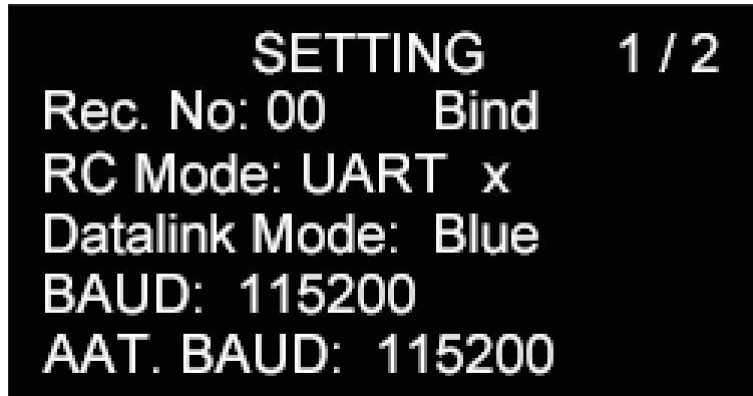 SETTING 1 / 2
Rec. No: 00 Bind
RC Mode: UART x
Datalink Mode: Blue
BAUD: 115200
AAT. BAUD: 115200